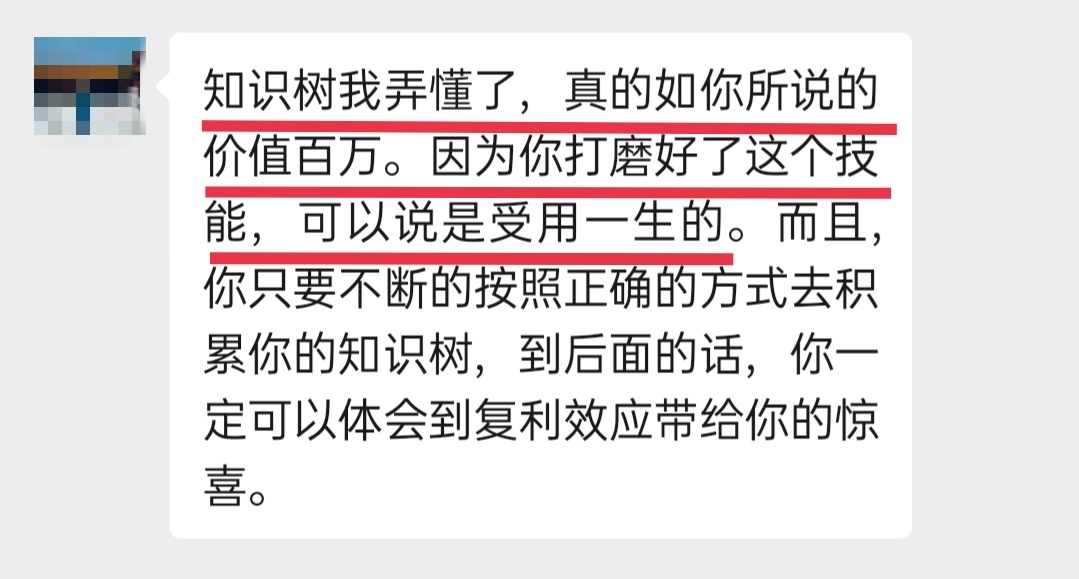 知识树我弄懂了，真的如你所说的
价值百万。因为你打磨好了这个技
能，可以说是受用一生的。而且，
你只要不断的按照正确的方式去积
累你的知识树，到后面的话，你一
定可以体会到复利效应带给你的惊
喜。